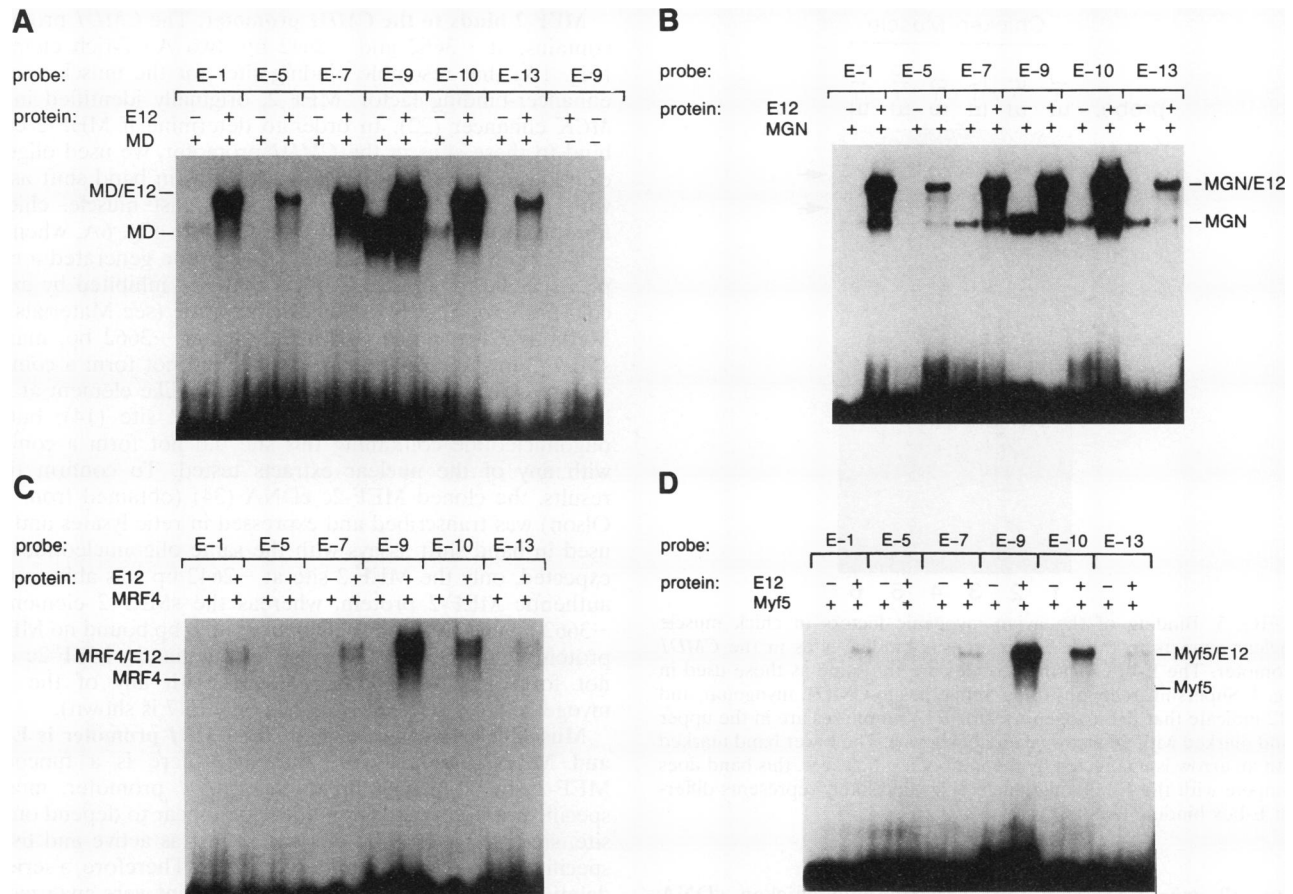 A
probe: E–1 E–5 E–7 E–9 E–10 E–13 E–9
protein: E12 − + − + − + − + − + − + + −
MD + + + + + + + + + + + + − −
MD/E12
MD
B
probe: E–1 E–5 E–7 E–9 E–10 E–13
protein: E12
MGN + + + + + + + + + + + +
MGN/E12
MGN
C
probe: E–1 E–5 E–7 E–9 E–10 E–13
protein: E12 − + − + − + − + − + − +
MRF4 + + + + + + + + + + + +
MRF4/E12
MRF4
D
probe: E–1 E–5 E–7 E–9 E–10 E–13
protein: E12 − + − + − + − + − + − +
Myf5 + + + + + + + + + + + +
Myf5/E12
Myf5